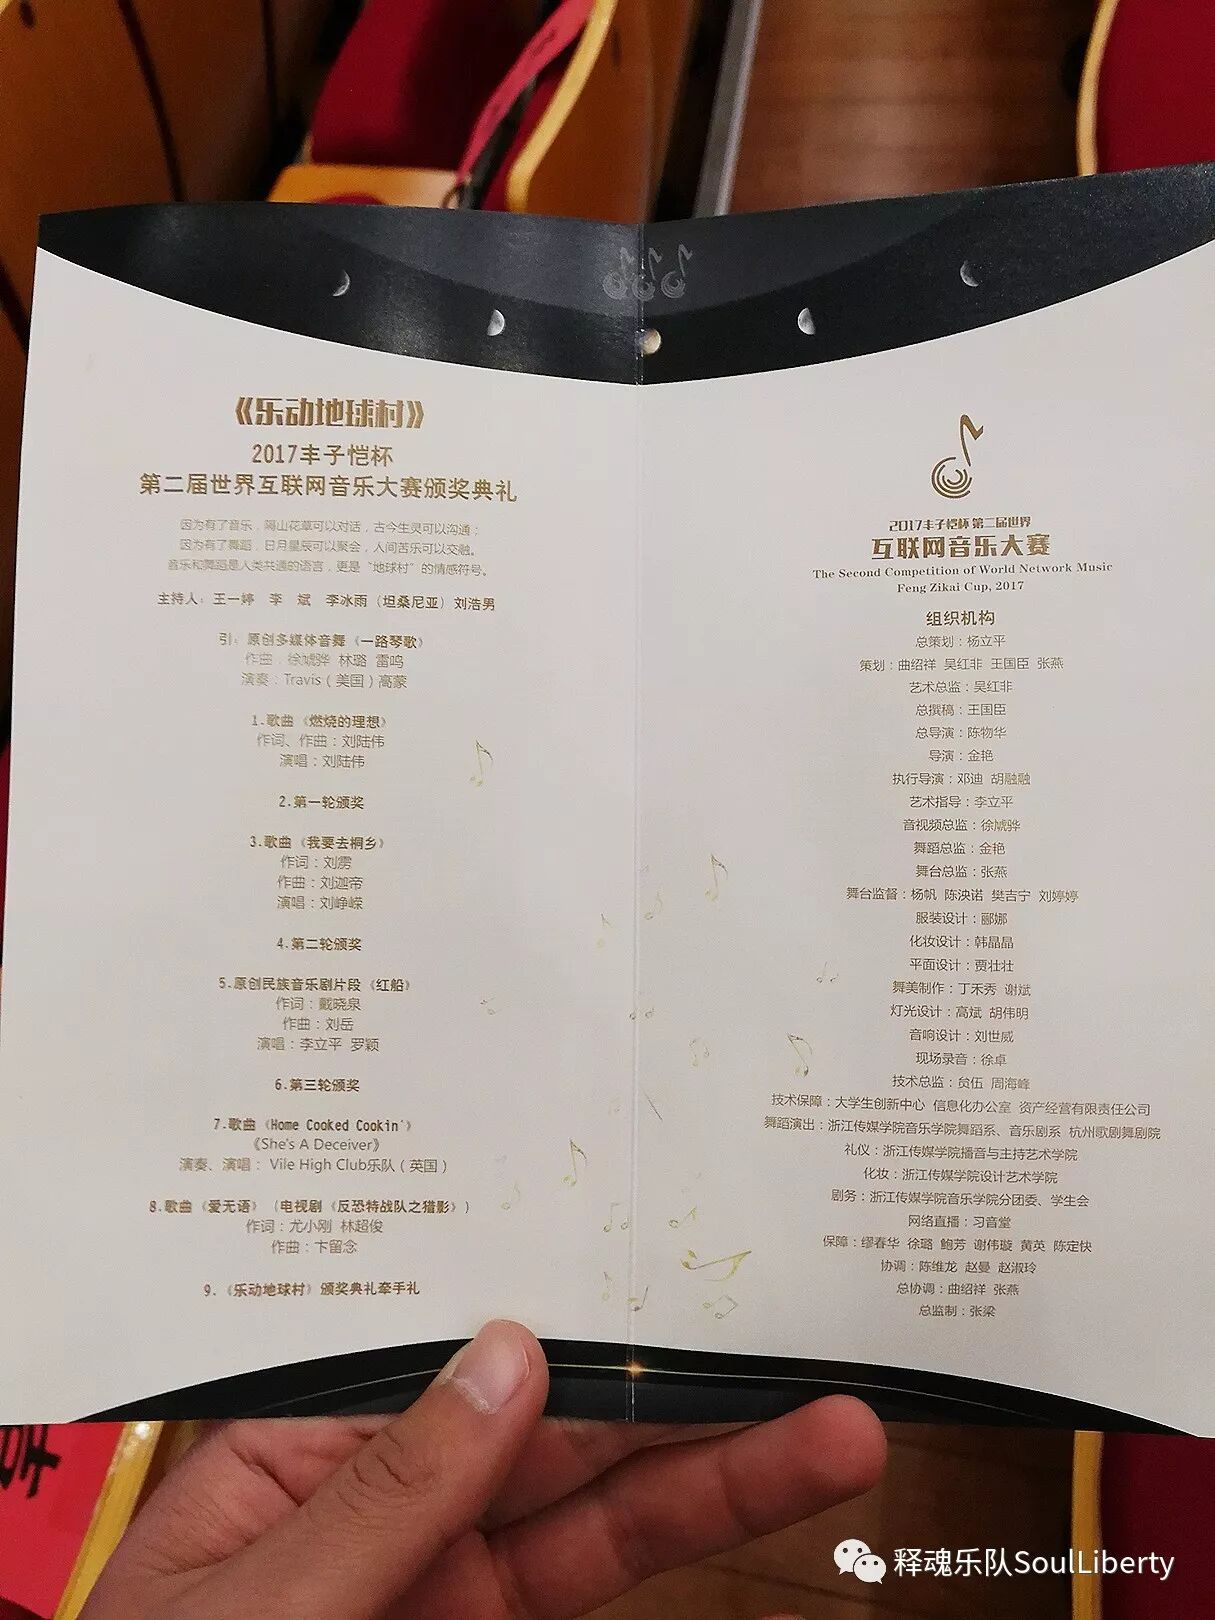 《乐动地球村》
2017丰子恺杯
第二届世界互联网音乐大赛颁奖典礼
因为有了音乐，隔山花草可以对话，古今生灵可以沟通；
因为有了舞蹈，日月星辰可以聚会，人间苦乐可以交融。
音乐和舞蹈是人类共通的语言，更是“地球村”的情感符号。
主持人：王一婷 李 斌 李冰雨（坦桑尼亚）刘浩男
引：原创多媒体音舞《一路琴歌》
作曲：徐虓骅 林璐 雷鸣
演奏：Travis（美国）高蒙
1.歌曲《燃烧的理想》
作词、作曲：刘陆伟
演唱：刘陆伟
2.第一轮颁奖
3.歌曲《我要去桐乡》
作词：刘雳
作曲：刘迦帝
演唱：刘峥嵘
4.第二轮颁奖
5.原创民族音乐剧片段《红船》
作词：戴晓泉
作曲：刘岳
演唱：李立平 罗颖
6.第三轮颁奖
7.歌曲《Home Cooked Cookin'》
《She's A Deceiver》
演奏、演唱： Vile High Club乐队（英国）
8.歌曲《爱无语》（电视剧《反恐特战队之猎影》）
作词：尤小刚 林超俊
作曲：卞留念
9.《乐动地球村》颁奖典礼牵手礼
2017丰子恺杯 第二届世界
互联网音乐大赛
The Second Competition of World Network Music
Feng Zikai Cup, 2017
组织机构
总策划：杨立平
策划：曲绍祥 吴红非 王国臣 张燕
艺术总监：吴红非
总撰稿：王国臣
总导演：陈物华
导演：金艳
执行导演：邓迪 胡融融
艺术指导：李立平
音视频总监：徐虓骅
舞蹈总监：金艳
舞台总监：张燕
舞台监督：杨帆 陈泱诺 樊吉宁 刘婷婷
服装设计：郦娜
化妆设计：韩晶晶
平面设计：贾壮壮
舞美制作：丁禾秀 谢斌
灯光设计：高斌 胡伟明
音响设计：刘世威
现场录音：徐卓
技术总监：贠伍 周海峰
技术保障：大学生创新中心 信息化办公室 资产经营有限责任公司
舞蹈演出：浙江传媒学院音乐学院舞蹈系、音乐剧系 杭州歌剧舞剧院
礼仪：浙江传媒学院播音与主持艺术学院
化妆：浙江传媒学院设计艺术学院
剧务：浙江传媒学院音乐学院分团委、学生会
网络直播：习音堂
保障：缪春华 徐璐 鲍芳 谢伟璇 黄英 陈定快
协调：陈维龙 赵曼 赵淑玲
总协调：曲绍祥 张燕
总监制：张梁
释魂乐队SoulLiberty